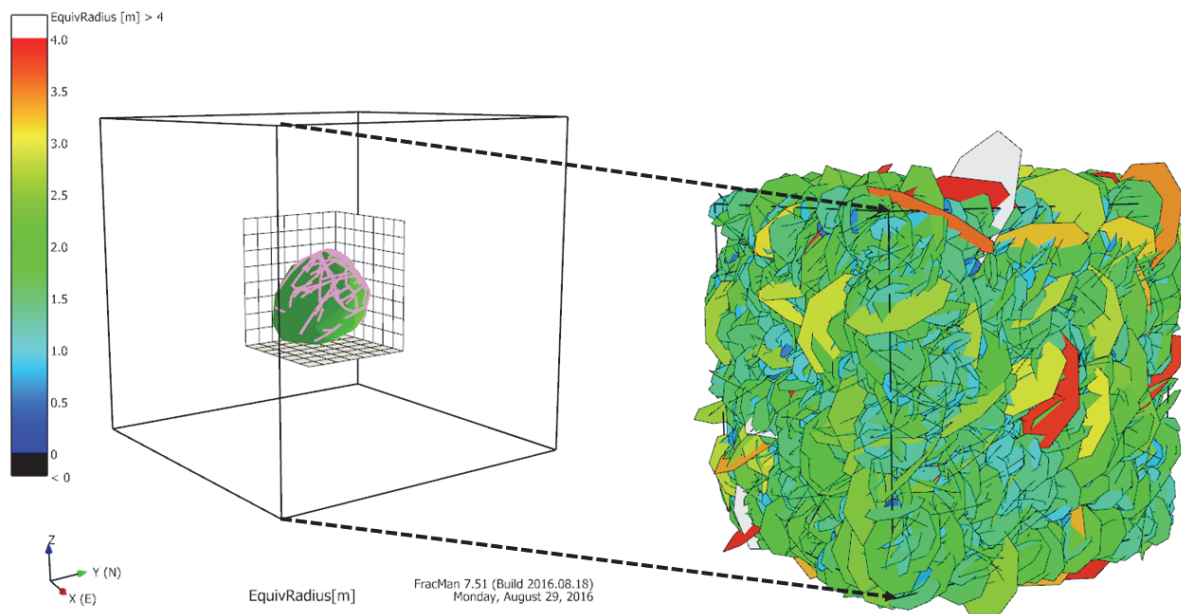 EquivRadius [m] > 4
4.0
3.5
3.0
2.5
2.0
1.5
1.0
0.5
0
< 0
Z
Y (N)
X (E)
EquivRadius[m]
FracMan 7.51 (Build 2016.08.18)
Monday, August 29, 2016